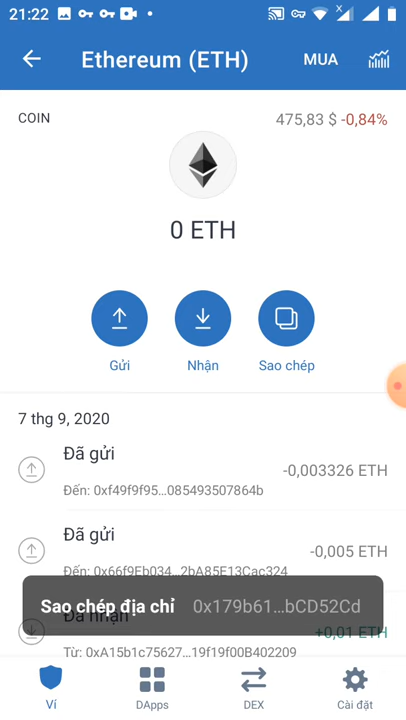 21:22
Ethereum (ETH) MUA
COIN 475,83 $ -0,84%
0 ETH
Gửi Nhận Sao chép
7 thg 9, 2020
Đã gửi
-0,003326 ETH
Đến: 0xf49f9f95...085493507864b
Đã gửi
-0,005 ETH
Đến: 0x66f9Eb034...2bA85E13Cac324
Sao chép địa chỉ 0x179b61...bCD52Cd
Đã nhận
+0,01 ETH
Từ: 0xA15b1c75627...19f19f00B402209
Ví DApps DEX Cài đặt